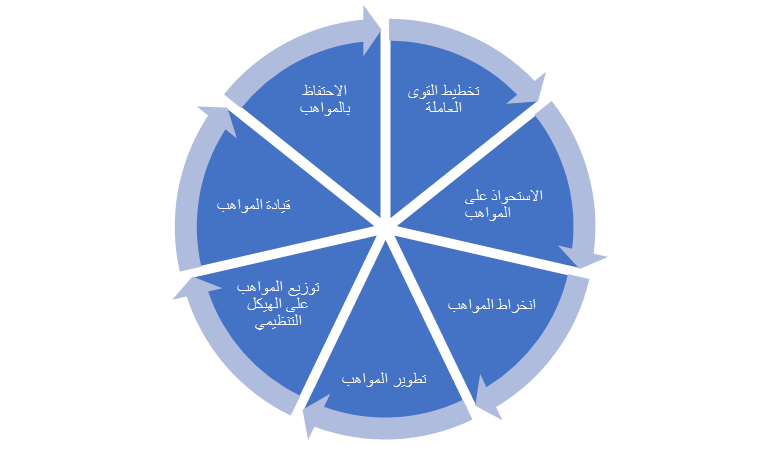 تخطيط القوى
العاملة
الاستحواذ على
المواهب
انخراط المواهب
تطوير المواهب
توزيع المواهب
على الهيكل
التنظيمي
قيادة المواهب
الاحتفاظ
بالمواهب